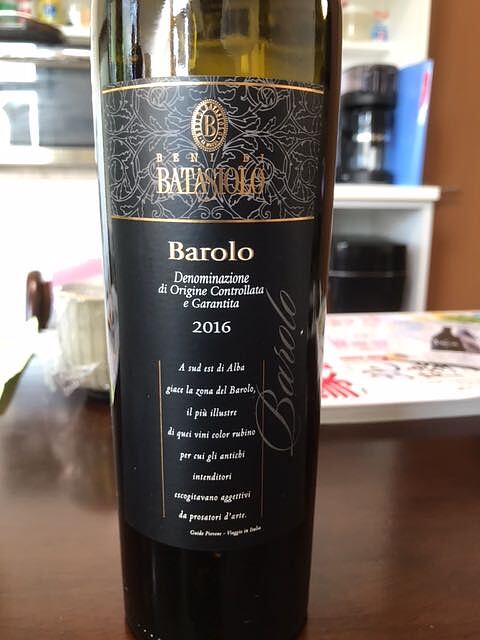 B
BENI DI
BATASIOLO
Barolo
Denominazione
di Origine Controllata
e Garantita
2016
A sud est di Alba
giace la zona del Barolo,
il più illustre
di quei vini color rubino
per cui gli antichi
intenditori
escogitavano aggettivi
da prosatori d'arte.
Guido Piovene - Viaggio in Italia
Barolo